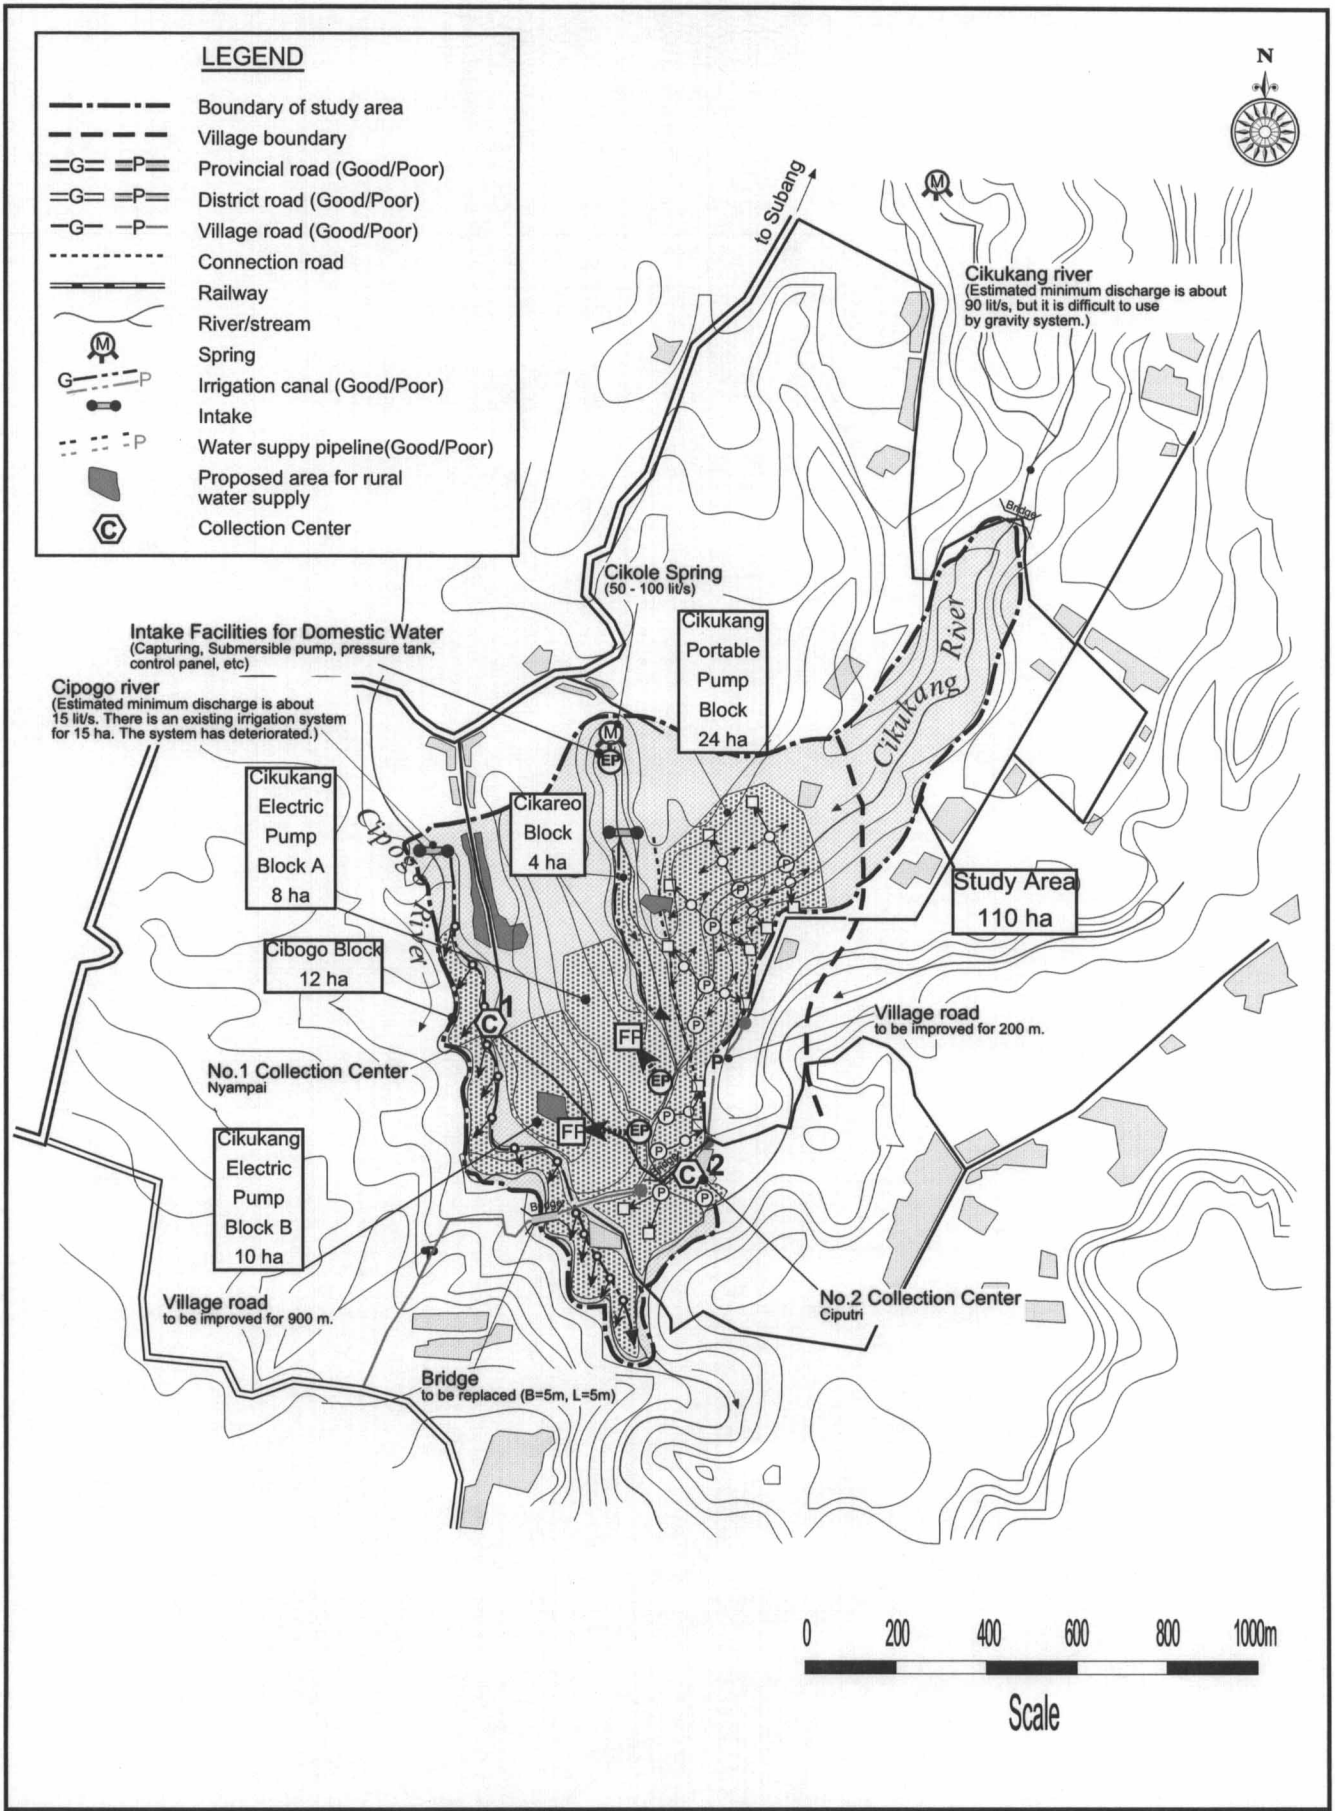 LEGEND
Boundary of study area
Village boundary
G P Provincial road (Good/Poor)
G P District road (Good/Poor)
G P Village road (Good/Poor)
Connection road
Railway
River/stream
M Spring
G P Irrigation canal (Good/Poor)
Intake
P Water suppy pipeline(Good/Poor)
Proposed area for rural
water supply
C Collection Center
N
to Subang
M
Cikukang river
(Estimated minimum discharge is about
90 lit/s, but it is difficult to use
by gravity system.)
Bridge
Cikole Spring
(50 - 100 lit/s)
Cikukang
Portable
Pump
Block
24 ha
Cikukang River
Intake Facilities for Domestic Water
(Capturing, Submersible pump, pressure tank,
control panel, etc)
Cipogo river
(Estimated minimum discharge is about
15 lit/s. There is an existing irrigation system
for 15 ha. The system has deteriorated.)
M
EP
Cikukang
Electric
Pump
Block A
8 ha
Cipogo River
Cikareo
Block
4 ha
P
P
P
Study Area
110 ha
Cibogo Block
12 ha
P
P
C 1
FP
Village road
to be improved for 200 m.
P
No.1 Collection Center
Nyampai
EP
P
FP
EP
P
Cikukang
Electric
Pump
Block B
10 ha
Bridge
C 2
P
P
Bridge
Village road
to be improved for 900 m.
No.2 Collection Center
Ciputri
Bridge
to be replaced (B=5m, L=5m)
0 200 400 600 800 1000m
Scale